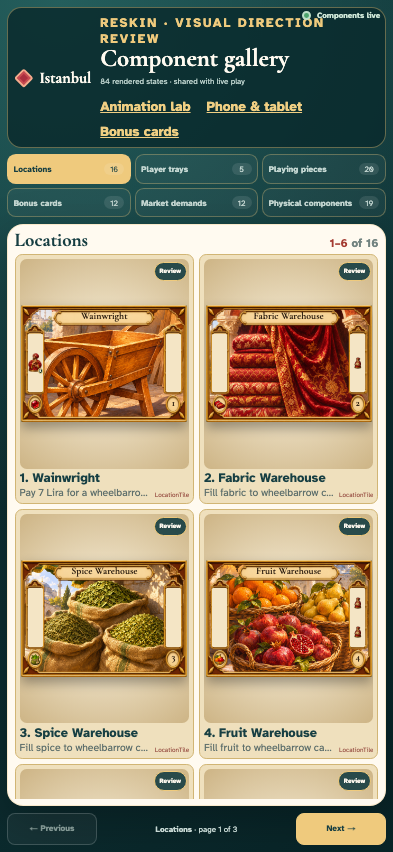 Components live
RESKIN · VISUAL DIRECTION
REVIEW
Istanbul
Component gallery
84 rendered states · shared with live play
Animation lab Phone & tablet
Bonus cards
Locations 16
Player trays 5
Playing pieces 20
Bonus cards 12
Market demands 12
Physical components 19
Locations
1–6 of 16
Review
Wainwright
1
1. Wainwright
Pay 7 Lira for a wheelbarro...
LocationTile
Review
Fabric Warehouse
2
2. Fabric Warehouse
Fill fabric to wheelbarrow c...
LocationTile
Review
Spice Warehouse
3
3. Spice Warehouse
Fill spice to wheelbarrow c...
LocationTile
Review
Fruit Warehouse
4
4. Fruit Warehouse
Fill fruit to wheelbarrow ca...
LocationTile
Review
Review
← Previous
Locations · page 1 of 3
Next →